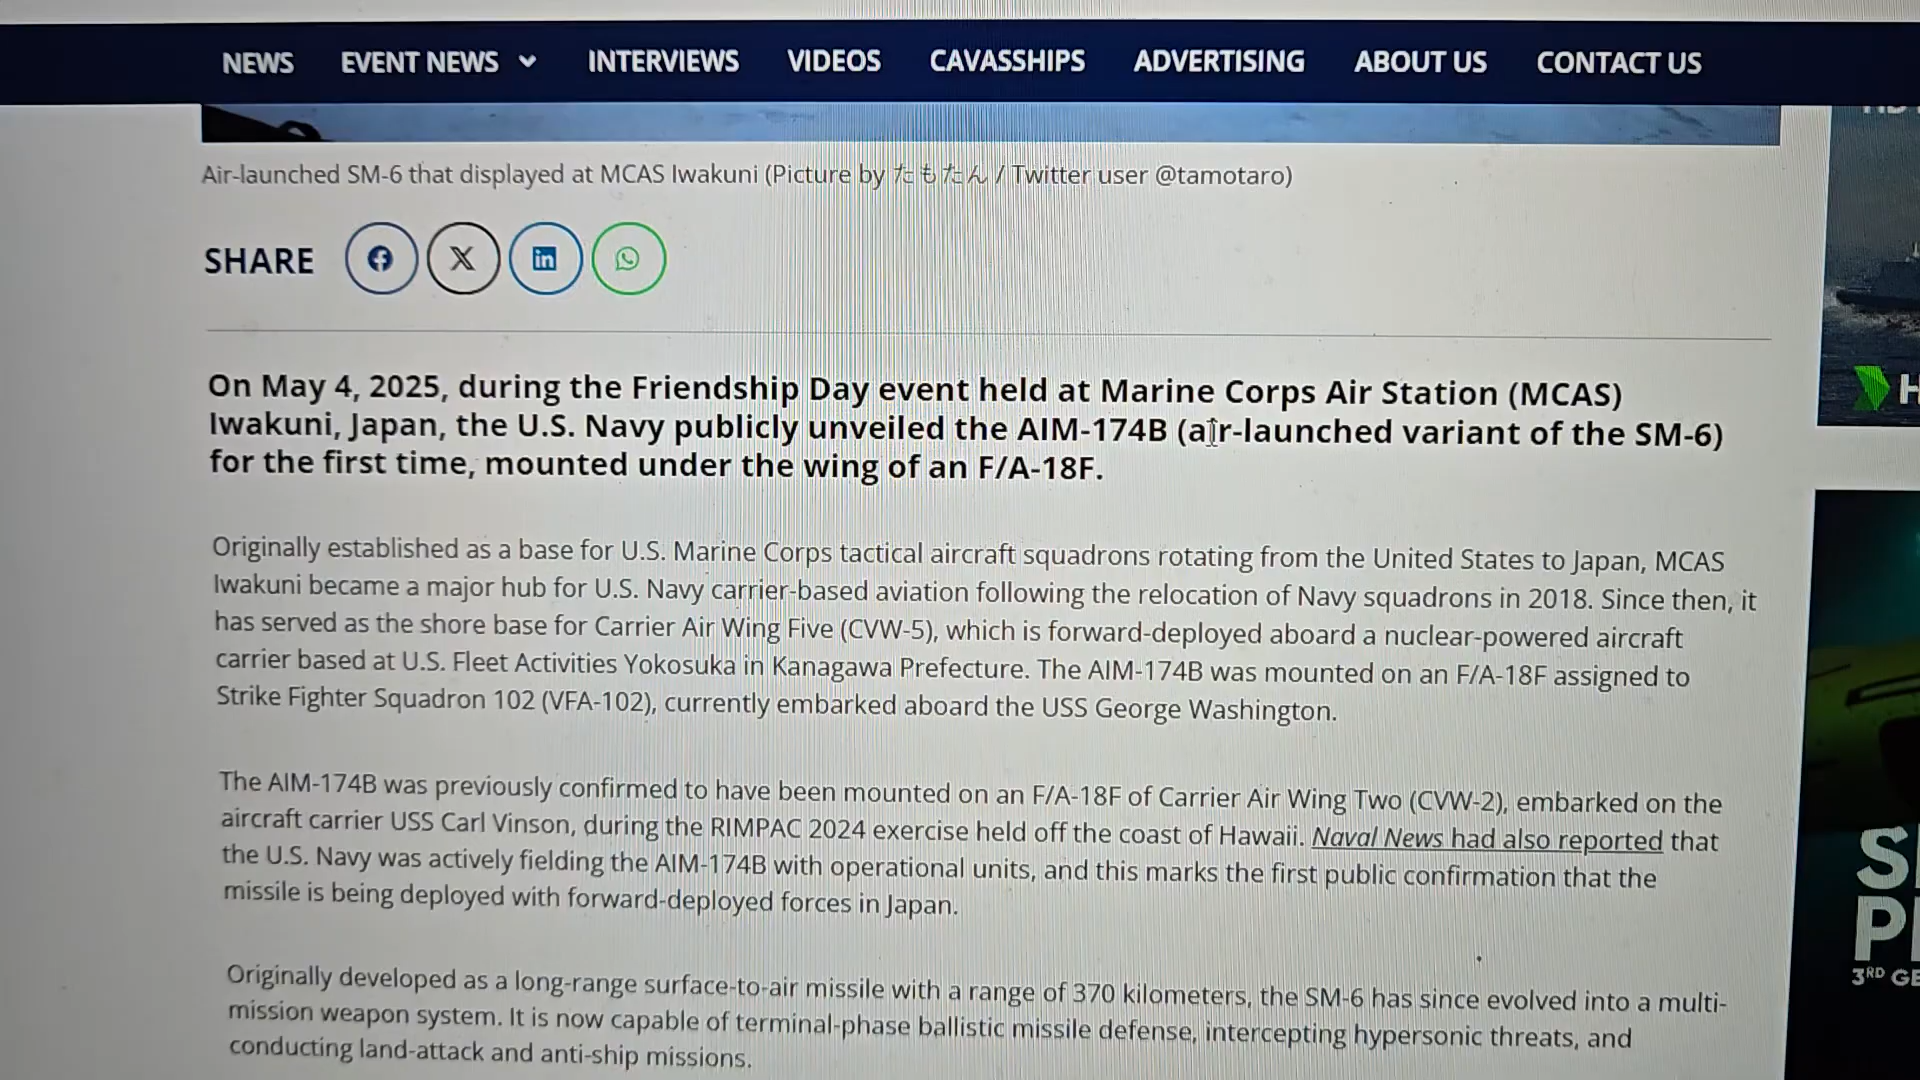 NEWS EVENT NEWS INTERVIEWS VIDEOS CAVASSHIPS ADVERTISING ABOUT US CONTACT US
Air-launched SM-6 that displayed at MCAS Iwakuni (Picture by たもたん / Twitter user @tamotaro)
SHARE
On May 4, 2025, during the Friendship Day event held at Marine Corps Air Station (MCAS)
Iwakuni, Japan, the U.S. Navy publicly unveiled the AIM-174B (air-launched variant of the SM-6)
for the first time, mounted under the wing of an F/A-18F.
Originally established as a base for U.S. Marine Corps tactical aircraft squadrons rotating from the United States to Japan, MCAS
Iwakuni became a major hub for U.S. Navy carrier-based aviation following the relocation of Navy squadrons in 2018. Since then, it
has served as the shore base for Carrier Air Wing Five (CVW-5), which is forward-deployed aboard a nuclear-powered aircraft
carrier based at U.S. Fleet Activities Yokosuka in Kanagawa Prefecture. The AIM-174B was mounted on an F/A-18F assigned to
Strike Fighter Squadron 102 (VFA-102), currently embarked aboard the USS George Washington.
The AIM-174B was previously confirmed to have been mounted on an F/A-18F of Carrier Air Wing Two (CVW-2), embarked on the
aircraft carrier USS Carl Vinson, during the RIMPAC 2024 exercise held off the coast of Hawaii. Naval News had also reported that
the U.S. Navy was actively fielding the AIM-174B with operational units, and this marks the first public confirmation that the
missile is being deployed with forward-deployed forces in Japan.
Originally developed as a long-range surface-to-air missile with a range of 370 kilometers, the SM-6 has since evolved into a multi-
mission weapon system. It is now capable of terminal-phase ballistic missile defense, intercepting hypersonic threats, and
conducting land-attack and anti-ship missions.
3RD